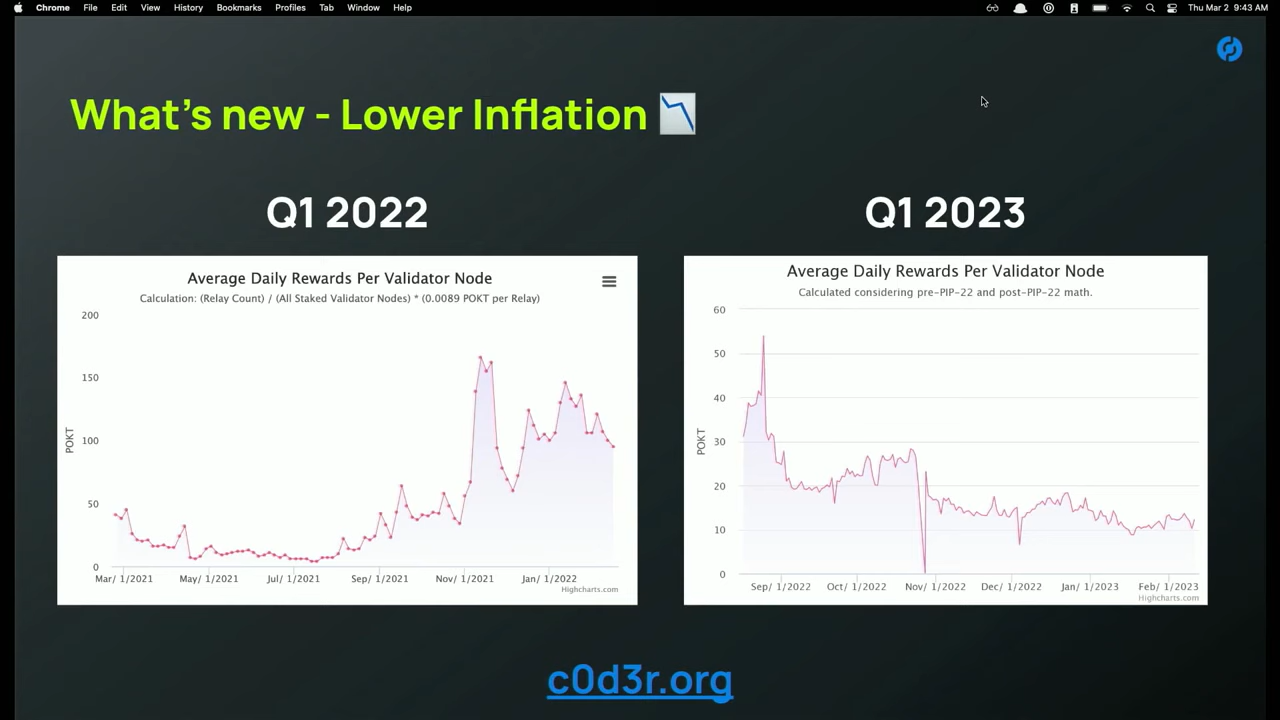 Chrome File Edit View History Bookmarks Profiles Tab Window Help Thu Mar 2 9:43 AM
What's new - Lower Inflation
Q1 2022
Q1 2023
Average Daily Rewards Per Validator Node
Calculation: (Relay Count) / (All Staked Validator Nodes) * (0.0089 POKT per Relay)
200
150
100
50
0
POKT
Mar/ 1/2021 May/ 1/2021 Jul/ 1/2021 Sep/ 1/2021 Nov/ 1/2021 Jan/ 1/2022
Highcharts.com
Average Daily Rewards Per Validator Node
Calculated considering pre-PIP-22 and post-PIP-22 math.
60
50
40
30
20
10
0
POKT
Sep/ 1/2022 Oct/ 1/2022 Nov/ 1/2022 Dec/ 1/2022 Jan/ 1/2023 Feb/ 1/2023
Highcharts.com
c0d3r.org